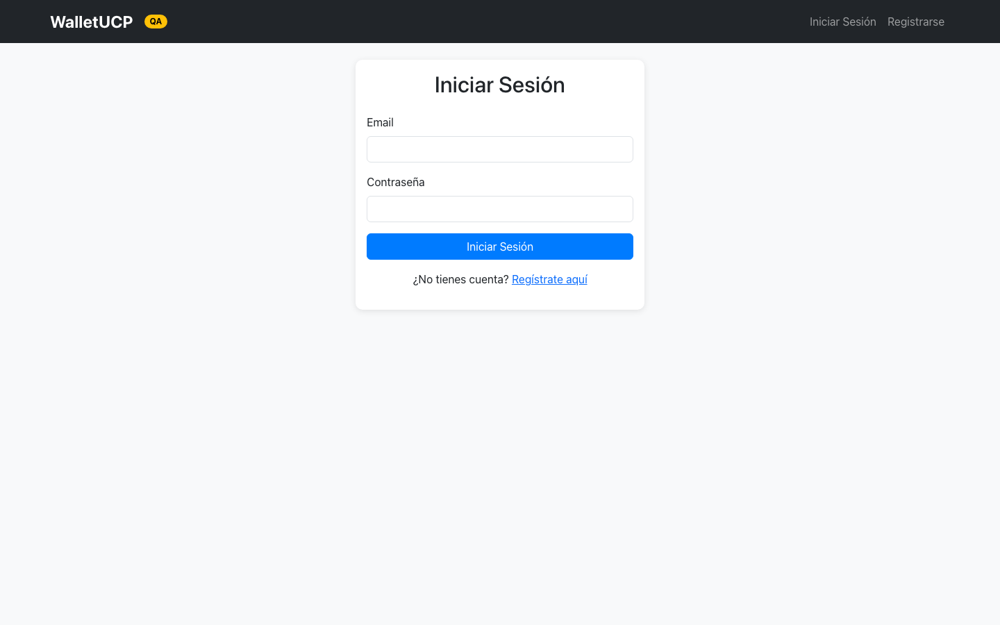 WalletUCP QA Iniciar Sesión Registrarse
Iniciar Sesión
Email
Contraseña
Iniciar Sesión
¿No tienes cuenta? Regístrate aquí